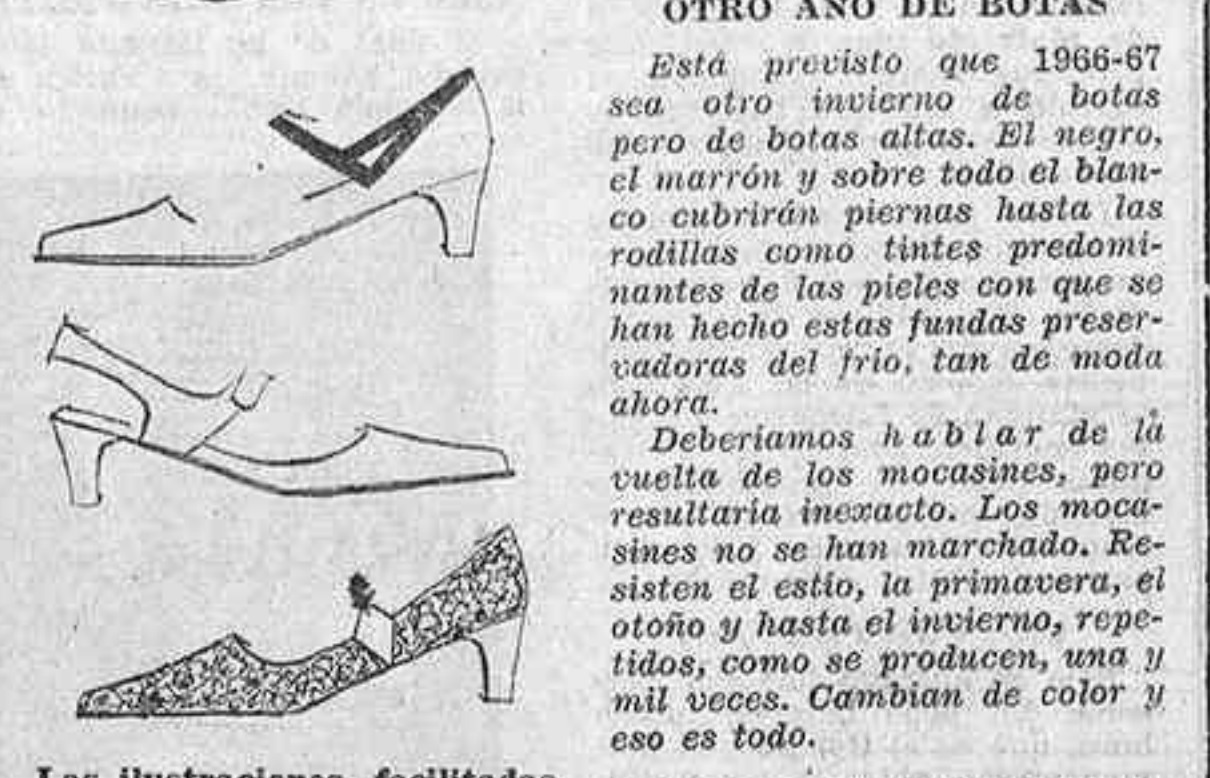 OTRO AÑO DE BOTAS
Está previsto que 1966-67
sea otro invierno de botas
pero de botas altas. El negro,
el marrón y sobre todo el blan-
co cubrirán piernas hasta las
rodillas como tintes predomi-
nantes de las pieles con que se
han hecho estas fundas preser-
vadoras del frio, tan de moda
ahora.
Deberíamos hablar de la
vuelta de los mocasines, pero
resultaría inexacto. Los moca-
sines no se han marchado. Re-
sisten el estío, la primavera, el
otoño y hasta el invierno, repe-
tidos, como se producen, una y
mil veces. Cambian de color y
eso es todo.
Las ilustraciones, facilitadas